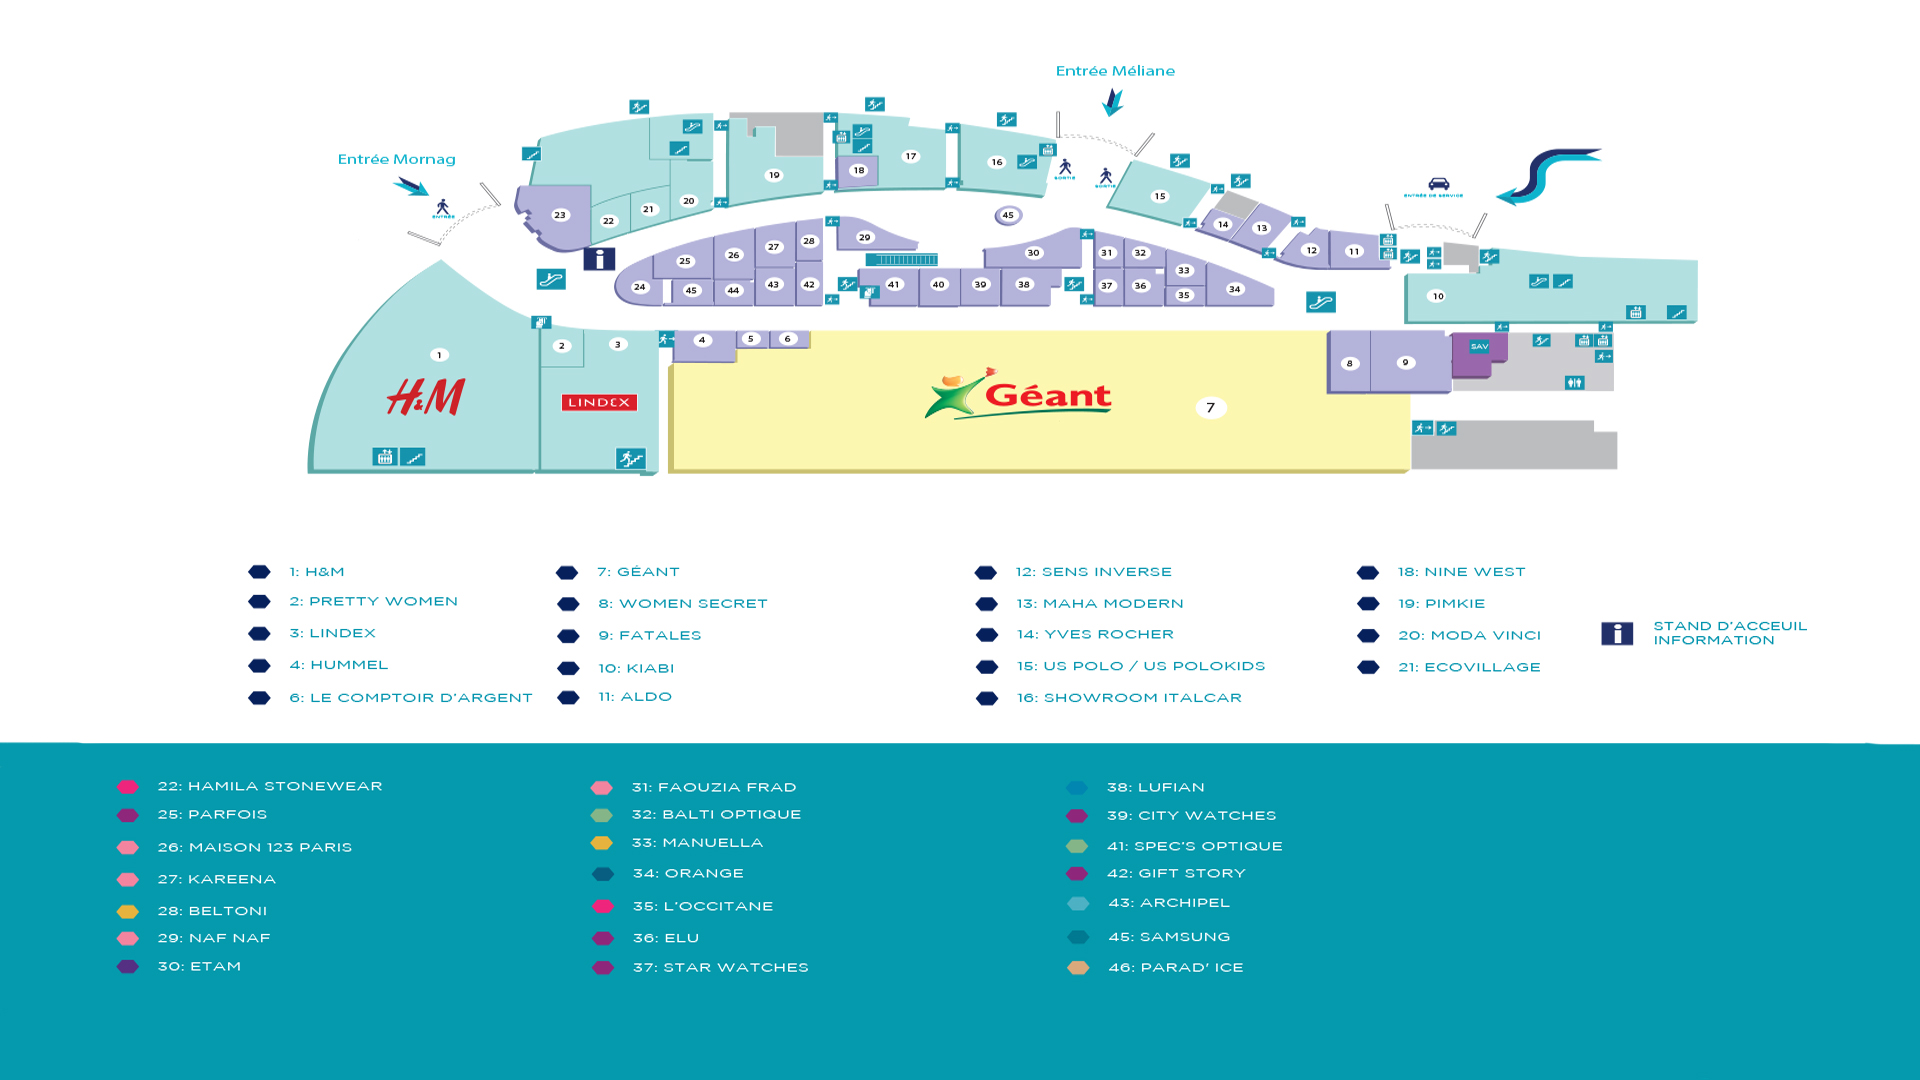 Entrée Méliane
Entrée Mornag
ENTRÉE
SORTIE
SORTIE
ENTRÉE DE SERVICE
23
22
21
20
19
18
17
16
15
14
13
12
11
10
45
24
25
26
27
28
29
30
31
32
33
34
45
44
43
42
41
40
39
38
37
36
35
1
H&M
2
3
LINDEX
4
5
6
Géant
7
8
9
SAV
1: H&M
2: PRETTY WOMEN
3: LINDEX
4: HUMMEL
6: LE COMPTOIR D'ARGENT
7: GÉANT
8: WOMEN SECRET
9: FATALES
10: KIABI
11: ALDO
12: SENS INVERSE
13: MAHA MODERN
14: YVES ROCHER
15: US POLO / US POLOKIDS
16: SHOWROOM ITALCAR
18: NINE WEST
19: PIMKIE
20: MODA VINCI
21: ECOVILLAGE
i
STAND D'ACCEUIL
INFORMATION
22: HAMILA STONEWEAR
25: PARFOIS
26: MAISON 123 PARIS
27: KAREENA
28: BELTONI
29: NAF NAF
30: ETAM
31: FAOUZIA FRAD
32: BALTI OPTIQUE
33: MANUELLA
34: ORANGE
35: L'OCCITANE
36: ELU
37: STAR WATCHES
38: LUFIAN
39: CITY WATCHES
41: SPEC'S OPTIQUE
42: GIFT STORY
43: ARCHIPEL
45: SAMSUNG
46: PARAD' ICE